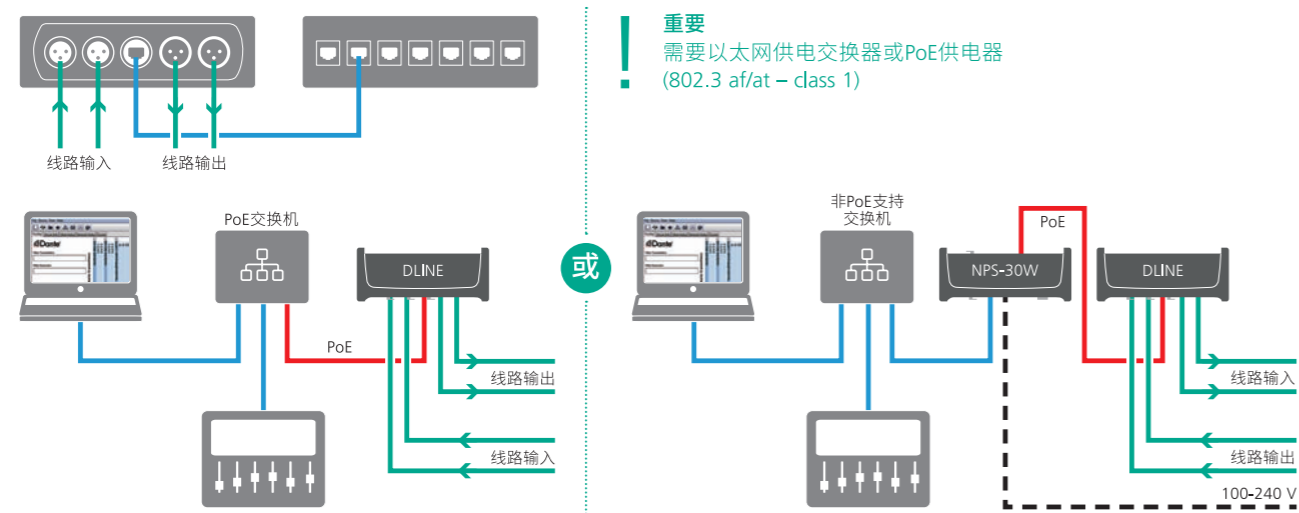 重要
需要以太网供电交换器或PoE供电器
(802.3 af/at – class 1)
线路输入
线路输出
PoE交换机
Dante
DLINE
PoE
线路输出
线路输入
或
非PoE支持
交换机
Dante
PoE
NPS-30W
DLINE
线路输入
线路输出
100-240 V